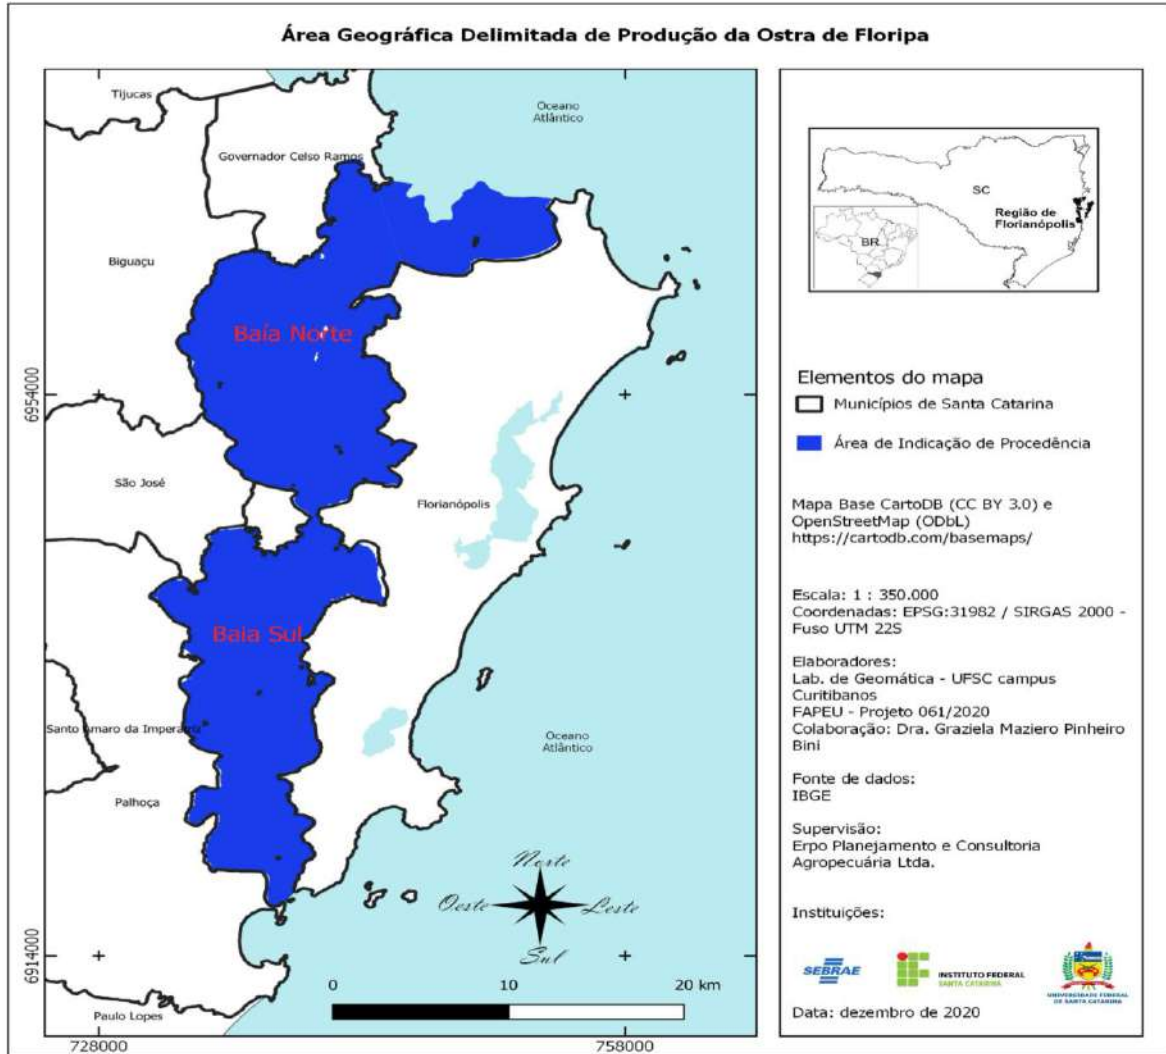 Área Geográfica Delimitada de Produção da Ostra de Floripa
Tijucas
Oceano
Atlântico
Governador Celso Ramos
Biguaçu
Baía Norte
6954000
São José
Florianópolis
Baia Sul
Santo Amaro da Imperatriz
Oceano
Atlântico
Palhoça
Norte
Oeste
Leste
Sul
6914000
0 10 20 km
Paulo Lopes
728000
758000
SC
Região de
Florianópolis
BR
Elementos do mapa
Municípios de Santa Catarina
Área de Indicação de Procedência
Mapa Base CartoDB (CC BY 3.0) e
OpenStreetMap (ODbL)
https://cartodb.com/basemaps/
Escala: 1 : 350.000
Coordenadas: EPSG:31982 / SIRGAS 2000 -
Fuso UTM 22S
Elaboradores:
Lab. de Geomática - UFSC campus
Curitibanos
FAPEU - Projeto 061/2020
Colaboração: Dra. Graziela Maziero Pinheiro
Bini
Fonte de dados:
IBGE
Supervisão:
Erpo Planejamento e Consultoria
Agropecuária Ltda.
Instituições:
SEBRAE
INSTITUTO FEDERAL
SANTA CATARINA
UNIVERSIDADE FEDERAL
DE SANTA CATARINA
Data: dezembro de 2020